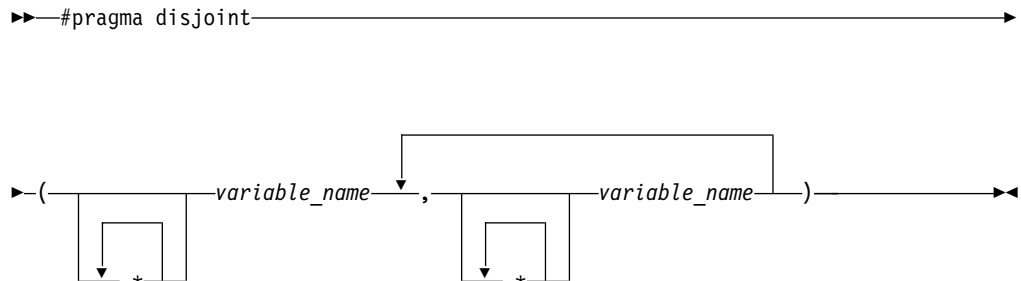 #pragma disjoint
( variable_name , variable_name )
* *